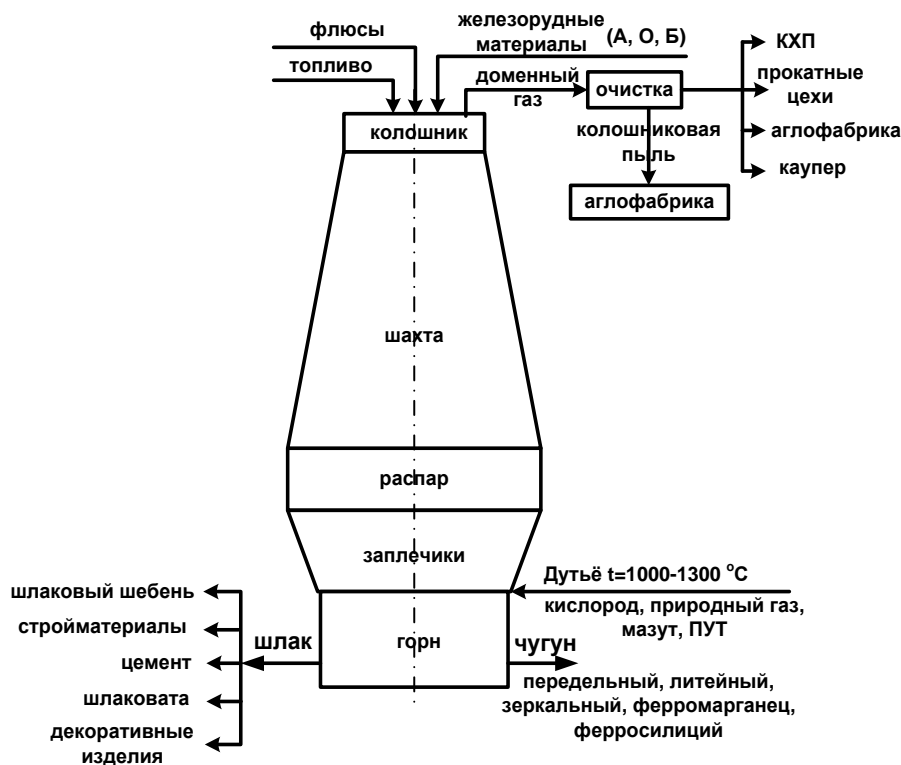 флюсы
топливо
железорудные
материалы
(А, О, Б)
доменный
газ
очистка
КХП
прокатные
цехи
аглофабрика
каупер
колошниковая
пыль
аглофабрика
колошник
шахта
распар
заплечики
Дутьё t=1000-1300 °C
кислород, природный газ,
мазут, ПУТ
горн
шлак
чугун
передельный, литейный,
зеркальный, ферромарганец,
ферросилиций
шлаковый шебень
стройматериалы
цемент
шлаковата
декоративные
изделия